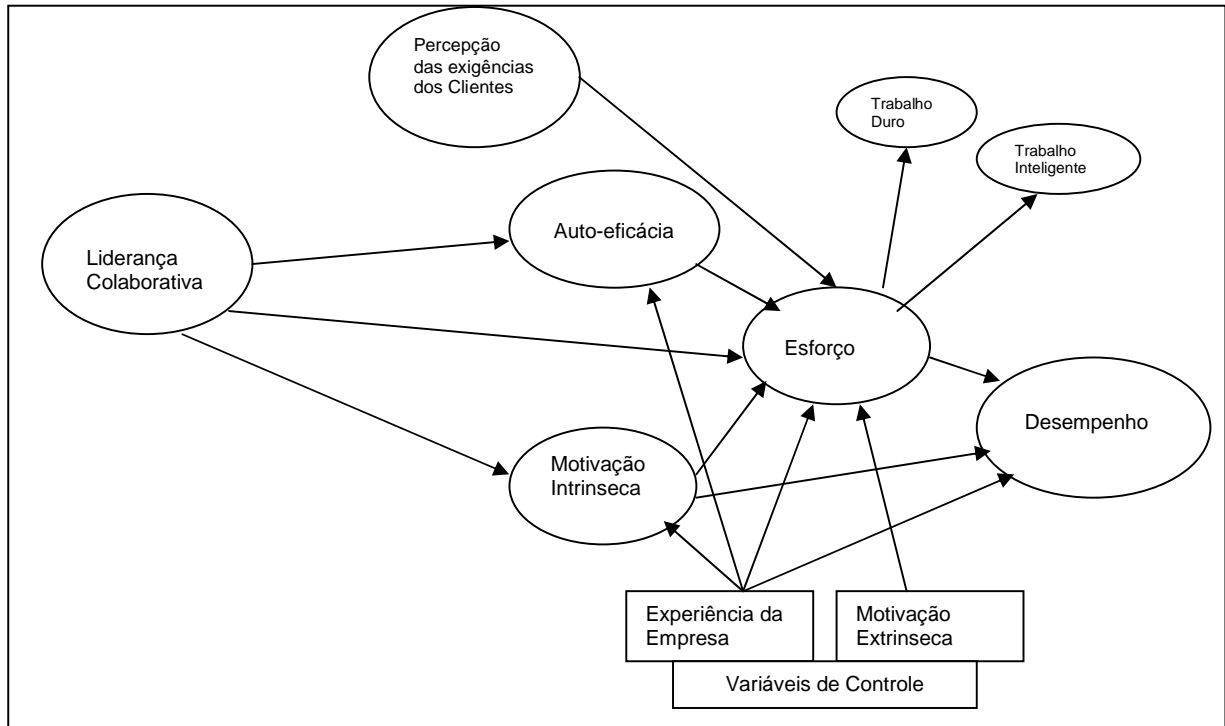 Percepção
das exigências
dos Clientes
Trabalho
Duro
Trabalho
Inteligente
Auto-eficácia
Liderança
Colaborativa
Esforço
Desempenho
Motivação
Intrinseca
Experiência da
Empresa
Motivação
Extrinseca
Variáveis de Controle